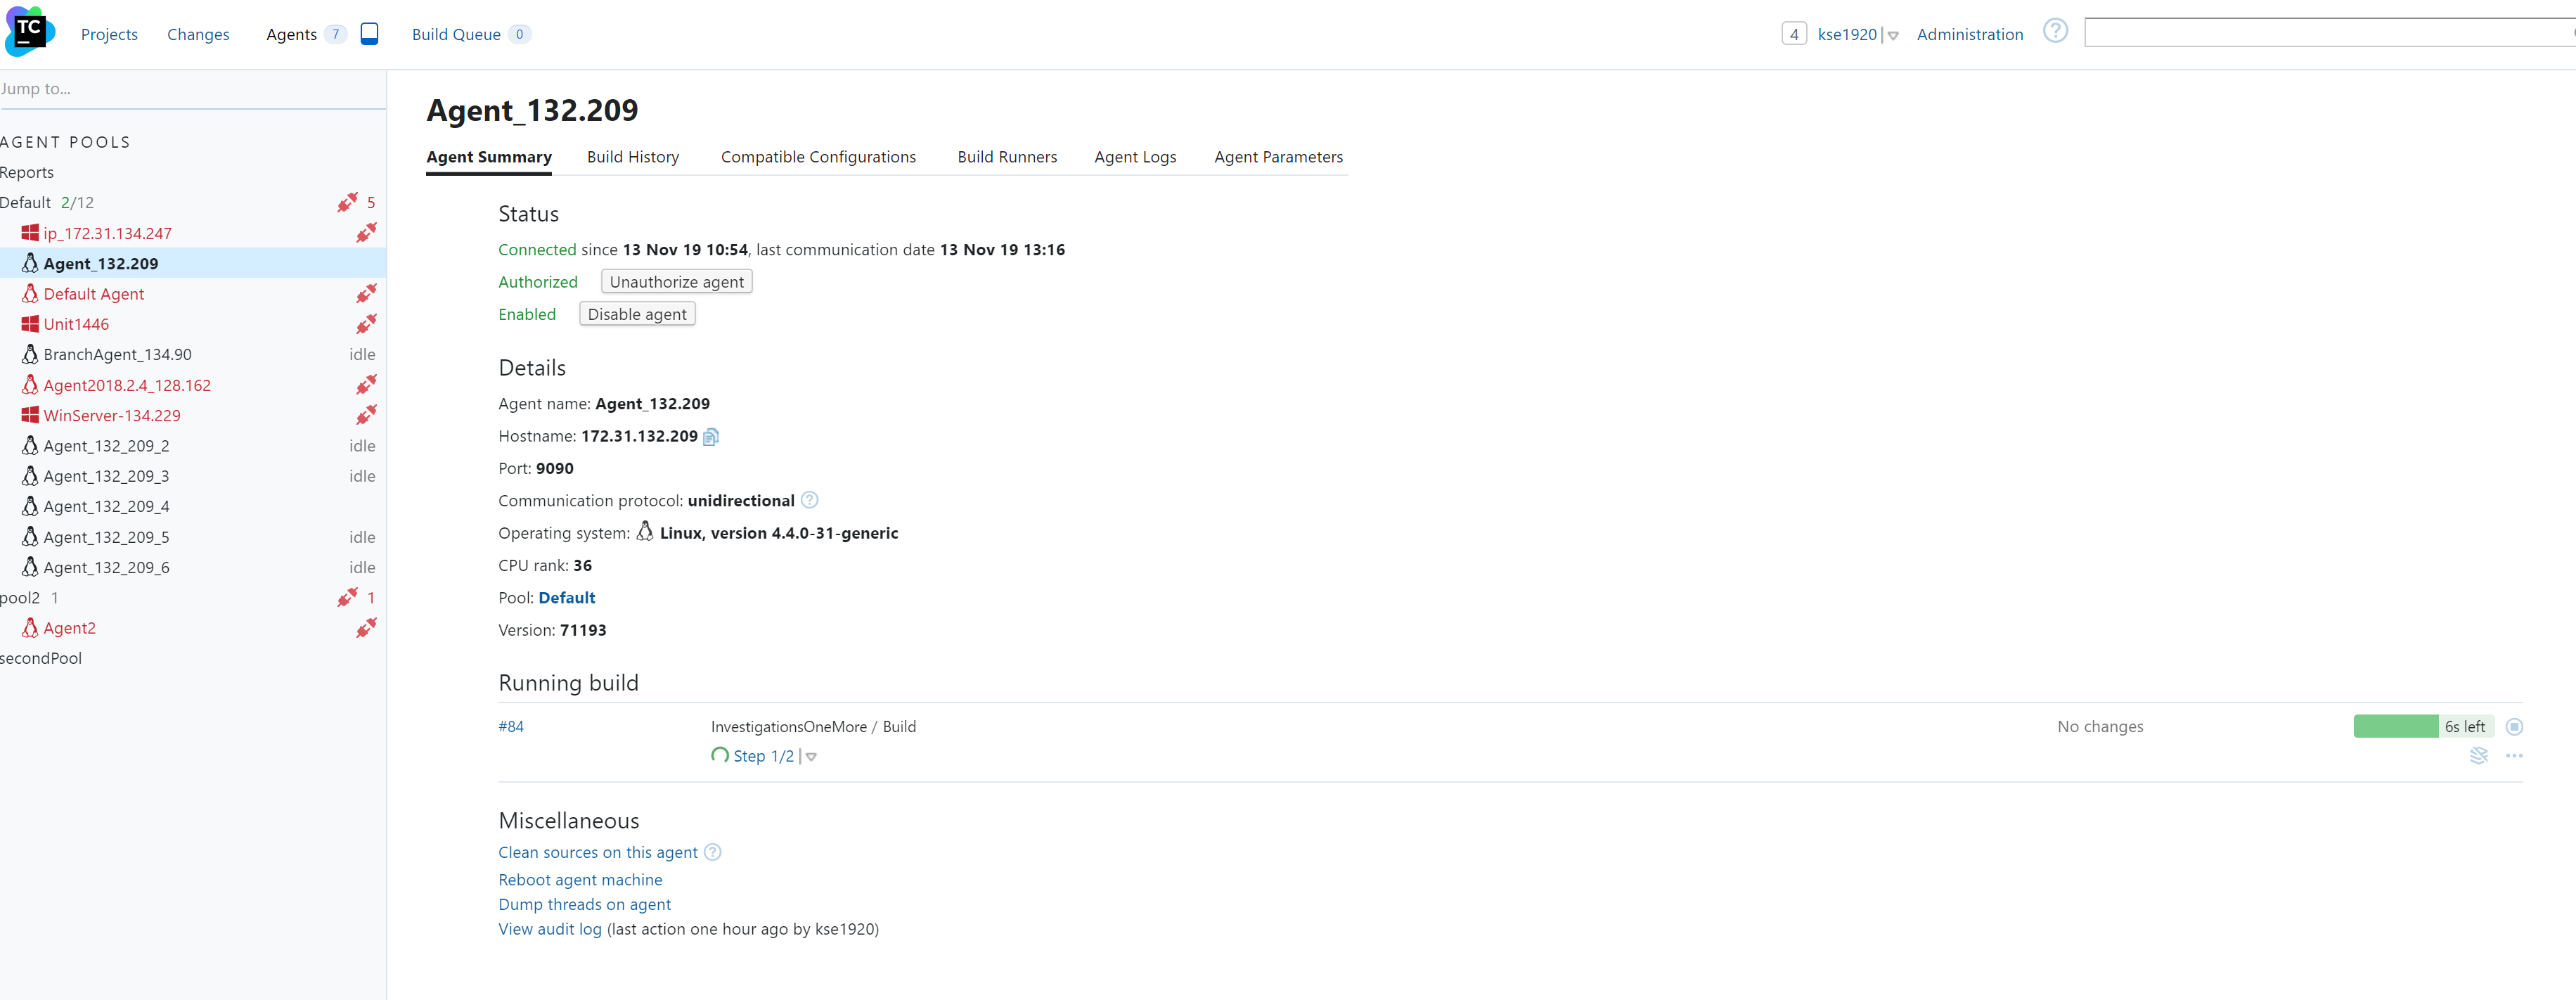 TC
Projects Changes Agents 7 Build Queue 0 4 kse1920 Administration
Jump to...
AGENT POOLS
Reports
Default 2/12 5
ip_172.31.134.247
Agent_132.209
Default Agent
Unit1446
BranchAgent_134.90 idle
Agent2018.2.4_128.162
WinServer-134.229
Agent_132_209_2 idle
Agent_132_209_3 idle
Agent_132_209_4
Agent_132_209_5 idle
Agent_132_209_6 idle
pool2 1 1
Agent2
secondPool
Agent_132.209
Agent Summary Build History Compatible Configurations Build Runners Agent Logs Agent Parameters
Status
Connected since 13 Nov 19 10:54, last communication date 13 Nov 19 13:16
Authorized Unauthorize agent
Enabled Disable agent
Details
Agent name: Agent_132.209
Hostname: 172.31.132.209
Port: 9090
Communication protocol: unidirectional ?
Operating system: Linux, version 4.4.0-31-generic
CPU rank: 36
Pool: Default
Version: 71193
Running build
#84 InvestigationsOneMore / Build No changes 6s left
Step 1/2
Miscellaneous
Clean sources on this agent ?
Reboot agent machine
Dump threads on agent
View audit log (last action one hour ago by kse1920)